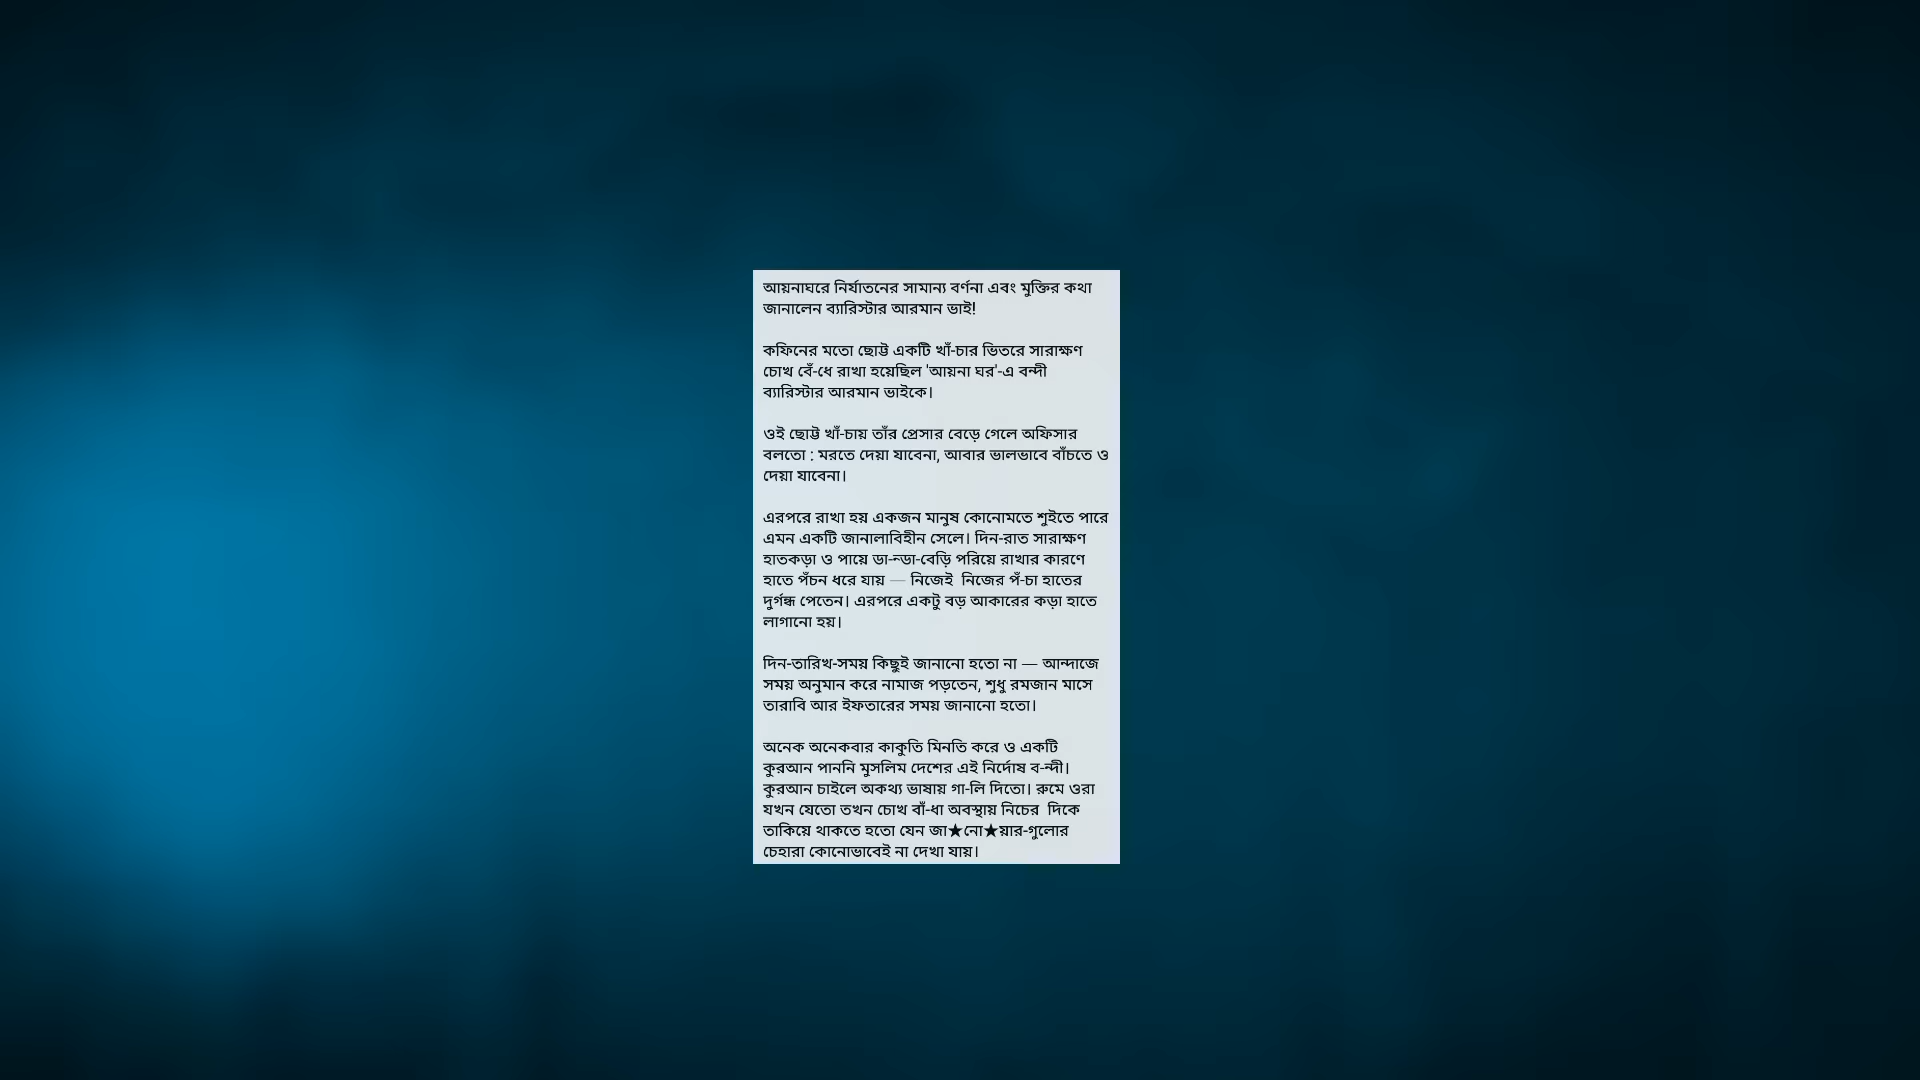 আয়নাঘরে নির্যাতনের সামান্য বর্ণনা এবং মুক্তির কথা
জানালেন ব্যারিস্টার আরমান ভাই!
কফিনের মতো ছোট্ট একটি খাঁ-চার ভিতরে সারাক্ষণ
চোখ বেঁ-ধে রাখা হয়েছিল 'আয়না ঘর'-এ বন্দী
ব্যারিস্টার আরমান ভাইকে।
ওই ছোট্ট খাঁ-চায় তাঁর প্রেসার বেড়ে গেলে অফিসার
বলতো : মরতে দেয়া যাবেনা, আবার ভালভাবে বাঁচতে ও
দেয়া যাবেনা।
এরপরে রাখা হয় একজন মানুষ কোনোমতে শুইতে পারে
এমন একটি জানালাবিহীন সেলে। দিন-রাত সারাক্ষণ
হাতকড়া ও পায়ে ডা-ন্ডা-বেড়ি পরিয়ে রাখার কারণে
হাতে পঁচন ধরে যায় — নিজেই নিজের পঁ-চা হাতের
দুর্গন্ধ পেতেন। এরপরে একটু বড় আকারের কড়া হাতে
লাগানো হয়।
দিন-তারিখ-সময় কিছুই জানানো হতো না — আন্দাজে
সময় অনুমান করে নামাজ পড়তেন, শুধু রমজান মাসে
তারাবি আর ইফতারের সময় জানানো হতো।
অনেক অনেকবার কাকুতি মিনতি করে ও একটি
কুরআন পাননি মুসলিম দেশের এই নির্দোষ ব-ন্দী।
কুরআন চাইলে অকথ্য ভাষায় গা-লি দিতো। রুমে ওরা
যখন যেতো তখন চোখ বাঁ-ধা অবস্থায় নিচের দিকে
তাকিয়ে থাকতে হতো যেন জা★নো★য়ার-গুলোর
চেহারা কোনোভাবেই না দেখা যায়।